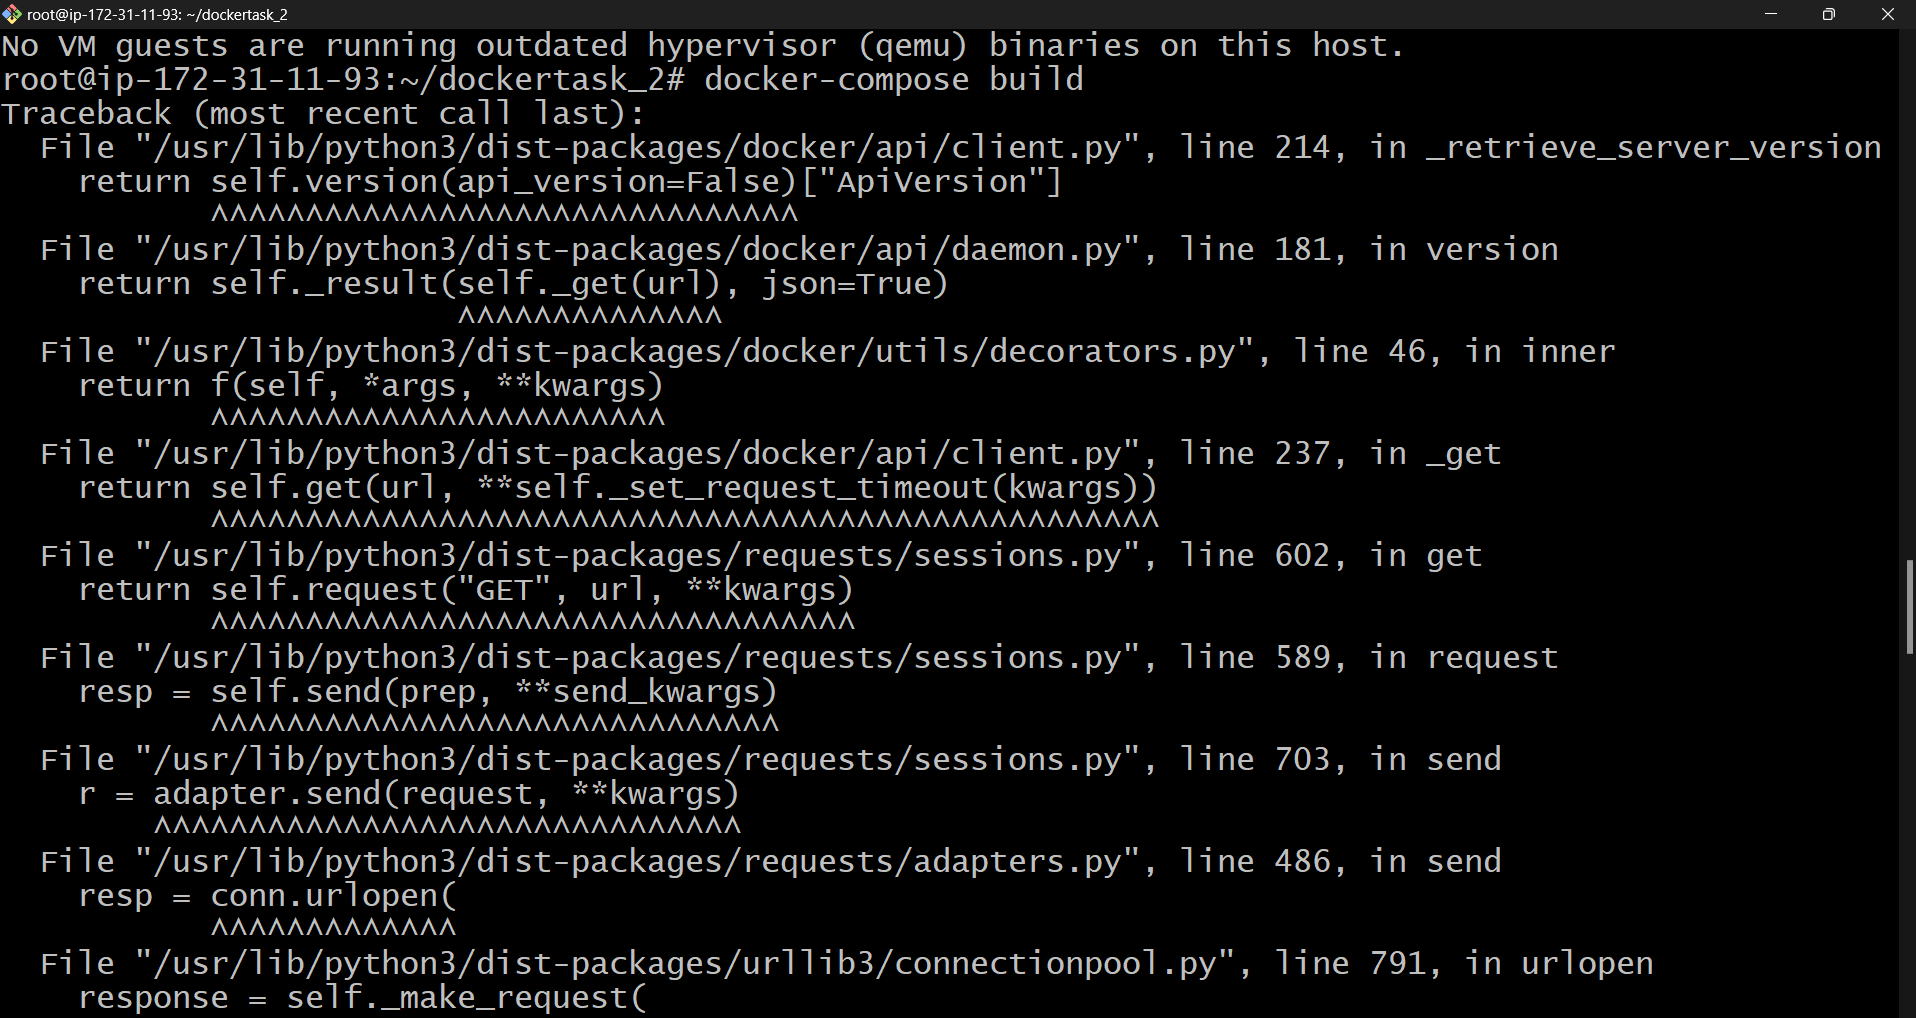 root@ip-172-31-11-93: ~/dockertask_2
No VM guests are running outdated hypervisor (qemu) binaries on this host.
root@ip-172-31-11-93:~/dockertask_2# docker-compose build
Traceback (most recent call last):
  File "/usr/lib/python3/dist-packages/docker/api/client.py", line 214, in _retrieve_server_version
    return self.version(api_version=False)["ApiVersion"]
           ^^^^^^^^^^^^^^^^^^^^^^^^^^^^^^^
  File "/usr/lib/python3/dist-packages/docker/api/daemon.py", line 181, in version
    return self._result(self._get(url), json=True)
                        ^^^^^^^^^^^^^^
  File "/usr/lib/python3/dist-packages/docker/utils/decorators.py", line 46, in inner
    return f(self, *args, **kwargs)
           ^^^^^^^^^^^^^^^^^^^^^^^^
  File "/usr/lib/python3/dist-packages/docker/api/client.py", line 237, in _get
    return self.get(url, **self._set_request_timeout(kwargs))
           ^^^^^^^^^^^^^^^^^^^^^^^^^^^^^^^^^^^^^^^^^^^^^^^^^^
  File "/usr/lib/python3/dist-packages/requests/sessions.py", line 602, in get
    return self.request("GET", url, **kwargs)
           ^^^^^^^^^^^^^^^^^^^^^^^^^^^^^^^^^^
  File "/usr/lib/python3/dist-packages/requests/sessions.py", line 589, in request
    resp = self.send(prep, **send_kwargs)
           ^^^^^^^^^^^^^^^^^^^^^^^^^^^^^^
  File "/usr/lib/python3/dist-packages/requests/sessions.py", line 703, in send
    r = adapter.send(request, **kwargs)
        ^^^^^^^^^^^^^^^^^^^^^^^^^^^^^^^
  File "/usr/lib/python3/dist-packages/requests/adapters.py", line 486, in send
    resp = conn.urlopen(
           ^^^^^^^^^^^^^
  File "/usr/lib/python3/dist-packages/urllib3/connectionpool.py", line 791, in urlopen
    response = self._make_request(